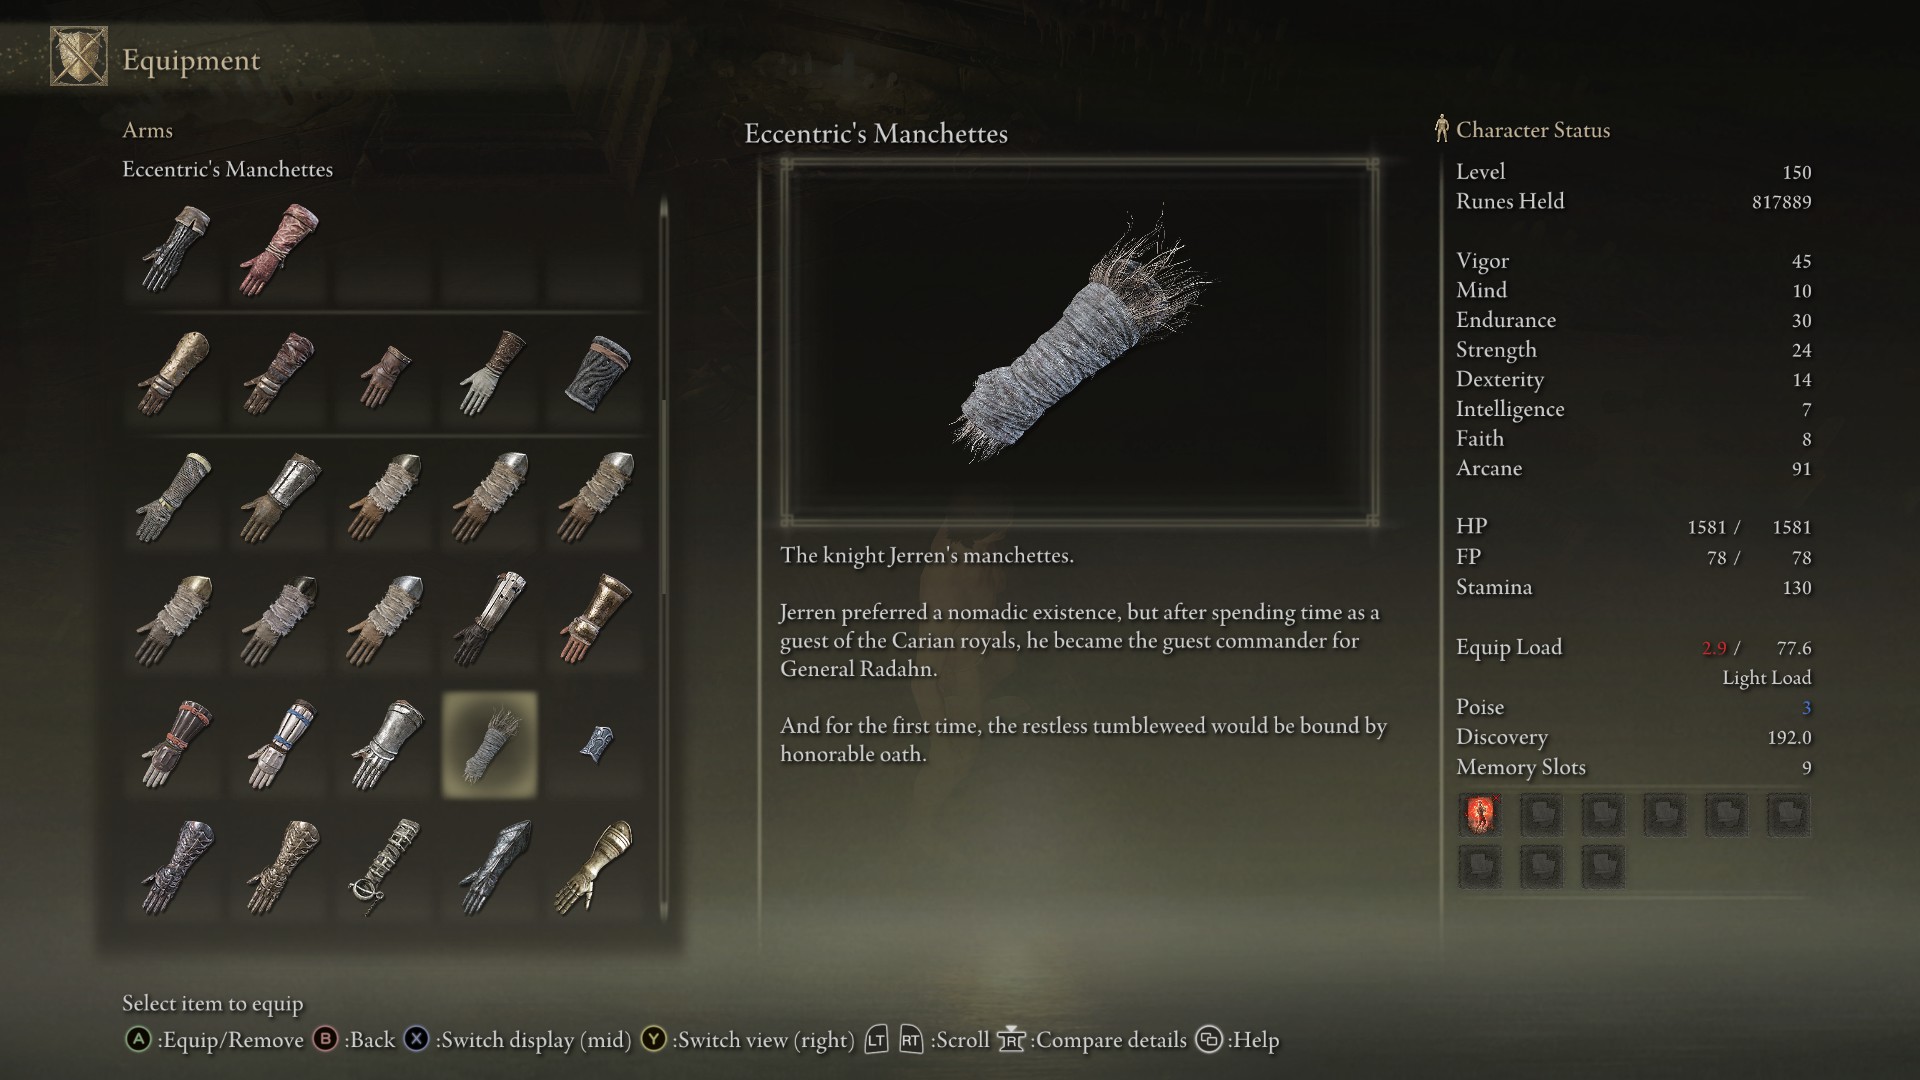 Equipment
Arms
Eccentric's Manchettes
Eccentric's Manchettes
The knight Jerren's manchettes.
Jerren preferred a nomadic existence, but after spending time as a
guest of the Carian royals, he became the guest commander for
General Radahn.
And for the first time, the restless tumbleweed would be bound by
honorable oath.
Character Status
Level 150
Runes Held 817889
Vigor 45
Mind 10
Endurance 30
Strength 24
Dexterity 14
Intelligence 7
Faith 8
Arcane 91
HP 1581 / 1581
FP 78 / 78
Stamina 130
Equip Load 2.9 / 77.6
Light Load
Poise 3
Discovery 192.0
Memory Slots 9
Select item to equip
A :Equip/Remove B :Back X :Switch display (mid) Y :Switch view (right) LT RT :Scroll R :Compare details :Help